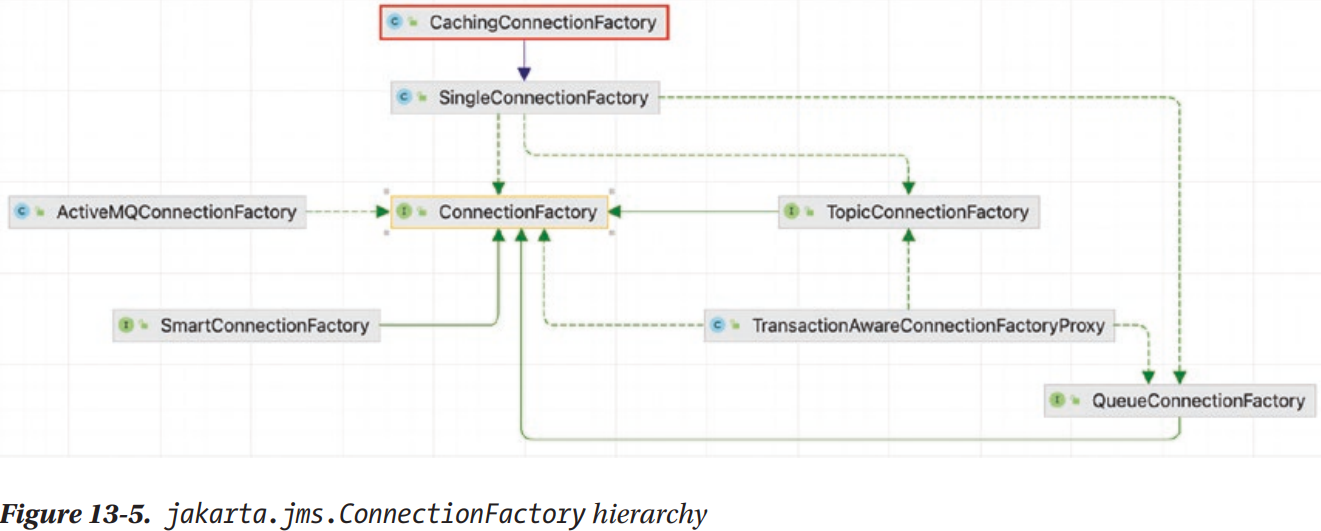 C CachingConnectionFactory
C SingleConnectionFactory
C ActiveMQConnectionFactory
I ConnectionFactory
I TopicConnectionFactory
I SmartConnectionFactory
C TransactionAwareConnectionFactoryProxy
I QueueConnectionFactory
Figure 13-5. jakarta.jms.ConnectionFactory hierarchy